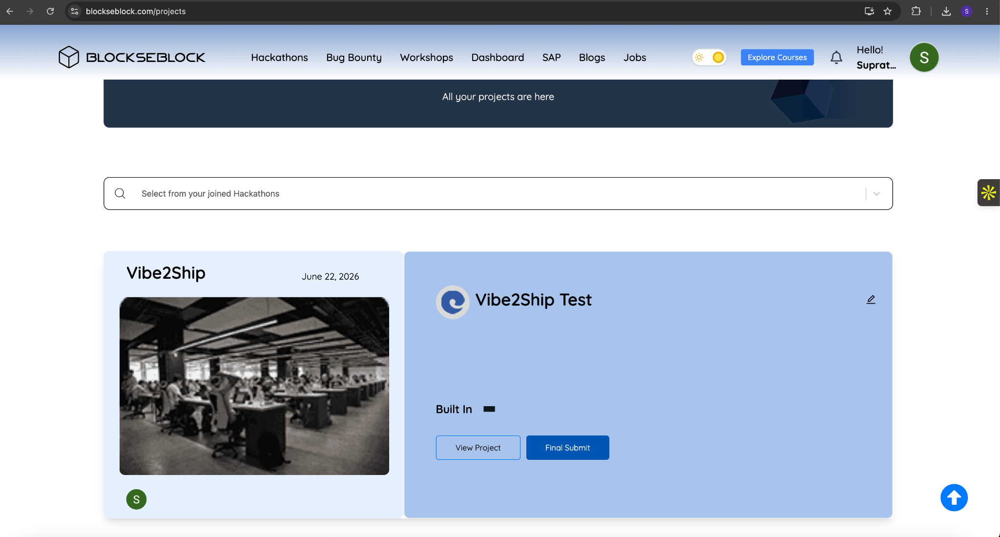 blockseblock.com/projects
S
BLOCKSEBLOCK
Hackathons
Bug Bounty
Workshops
Dashboard
SAP
Blogs
Jobs
Explore Courses
Hello!
Suprat...
S
All your projects are here
Select from your joined Hackathons
Vibe2Ship
June 22, 2026
S
Vibe2Ship Test
Built In
View Project
Final Submit